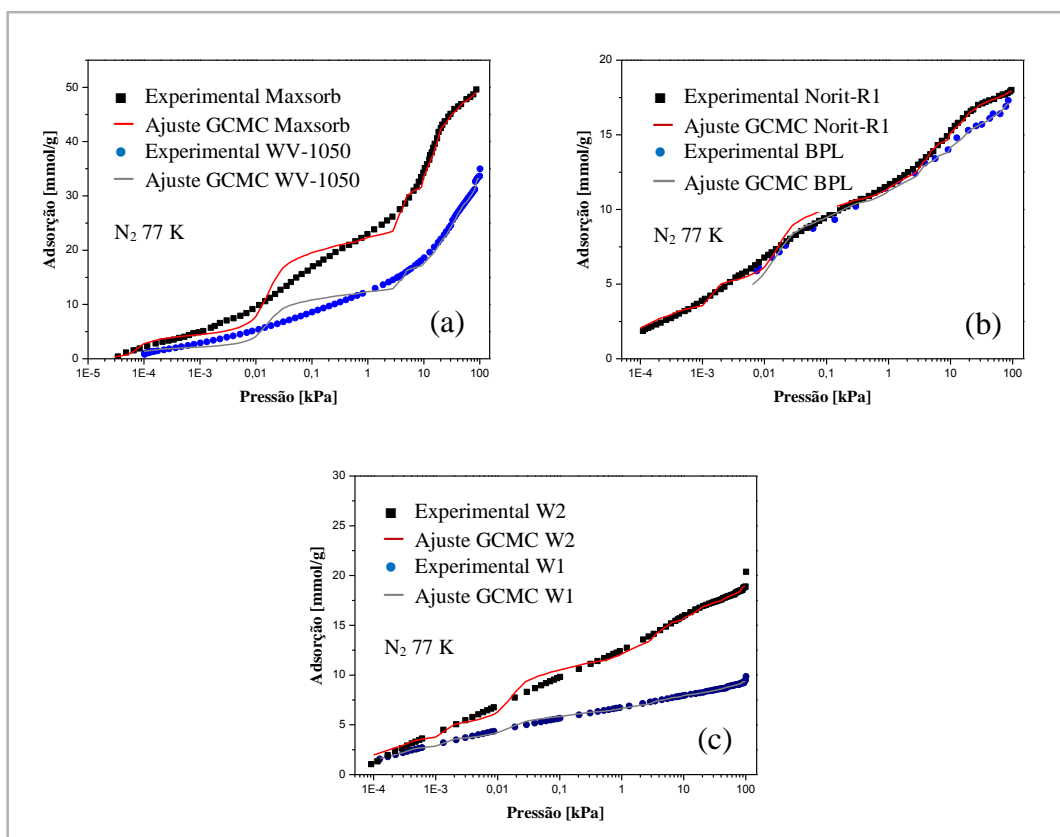 Adsorção [mmol/g]
50
40
30
20
10
0
Experimental Maxsorb
Ajuste GCMC Maxsorb
Experimental WV-1050
Ajuste GCMC WV-1050
N₂ 77 K
(a)
1E-5 1E-4 1E-3 0,01 0,1 1 10 100
Pressão [kPa]
Adsorção [mmol/g]
20
15
10
5
0
Experimental Norit-R1
Ajuste GCMC Norit-R1
Experimental BPL
Ajuste GCMC BPL
N₂ 77 K
(b)
1E-4 1E-3 0,01 0,1 1 10 100
Pressão [kPa]
Adsorção [mmol/g]
30
25
20
15
10
5
0
Experimental W2
Ajuste GCMC W2
Experimental W1
Ajuste GCMC W1
N₂ 77 K
(c)
1E-4 1E-3 0,01 0,1 1 10 100
Pressão [kPa]